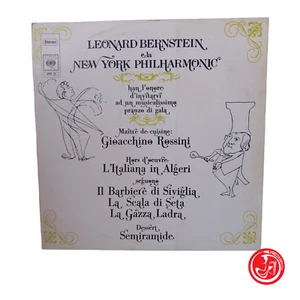 Stereo
CBS
LEONARD BERNSTEIN
e la
NEW YORK PHILHARMONIC
han l'onore
d'invitarvi
ad un musicalissimo
pranzo di gala
Maître de cuisine:
Gioacchino Rossini
Hors d'oeuvre
L'Italiana in Algeri
seguono
Il Barbiere di Siviglia
La Scala di Seta
La Gazza Ladra
Dessert
Semiramide